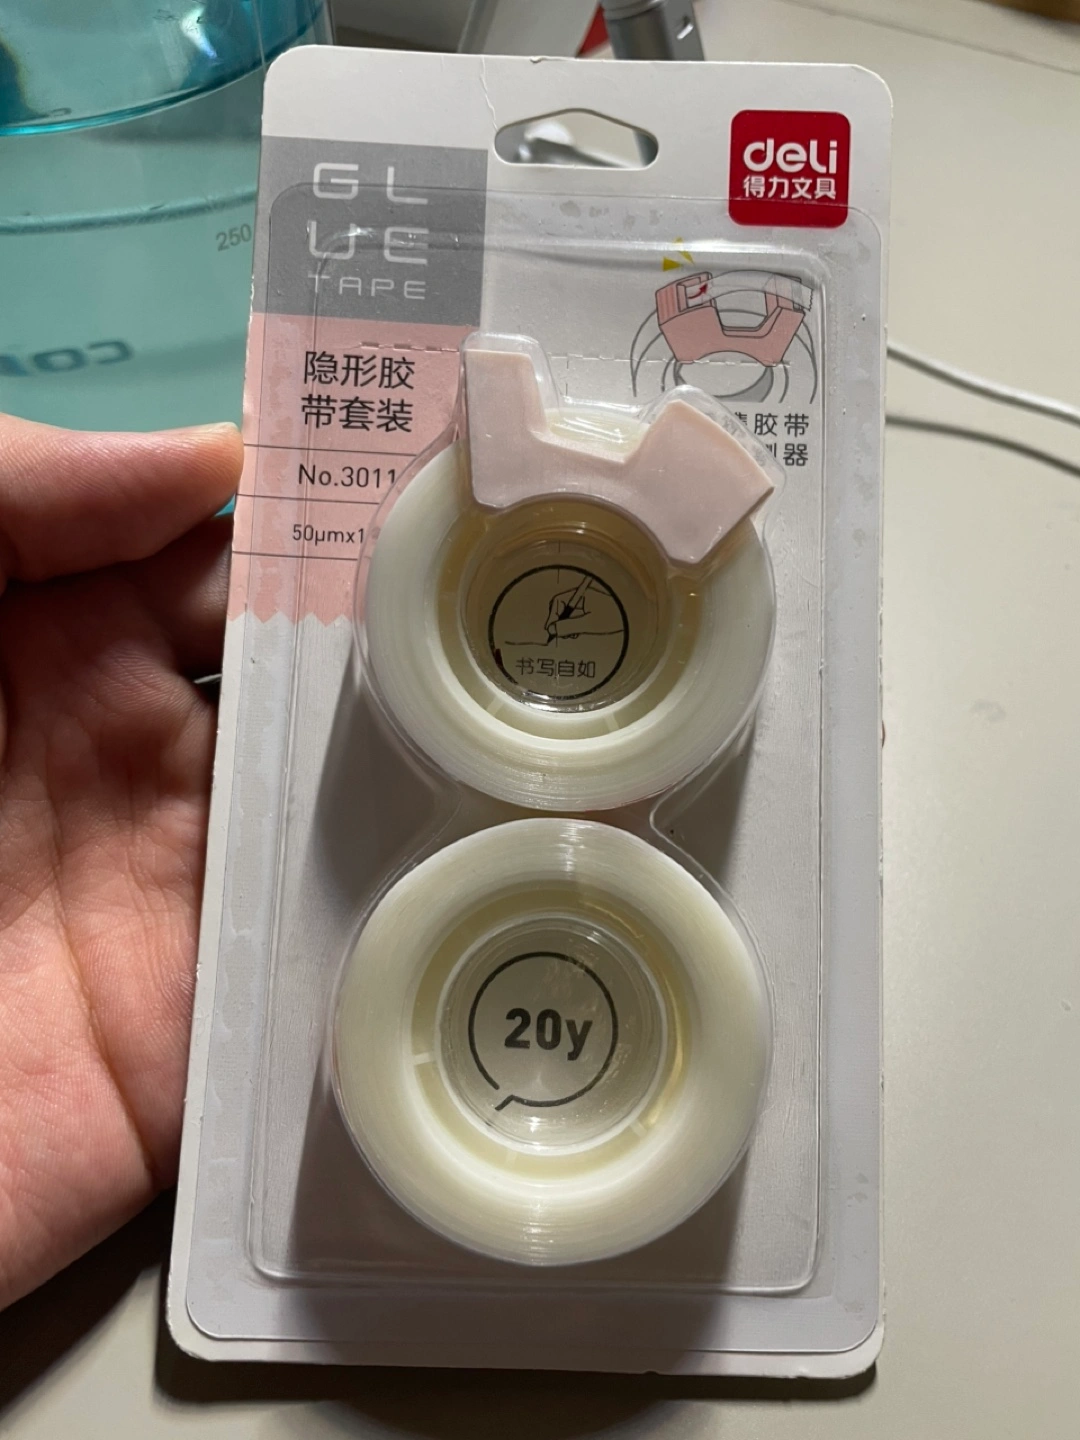 GL
UE
TAPE
deli
得力文具
隐形胶
带套装
No.3011
50μmx1
胶带
器
书写自如
20y
250